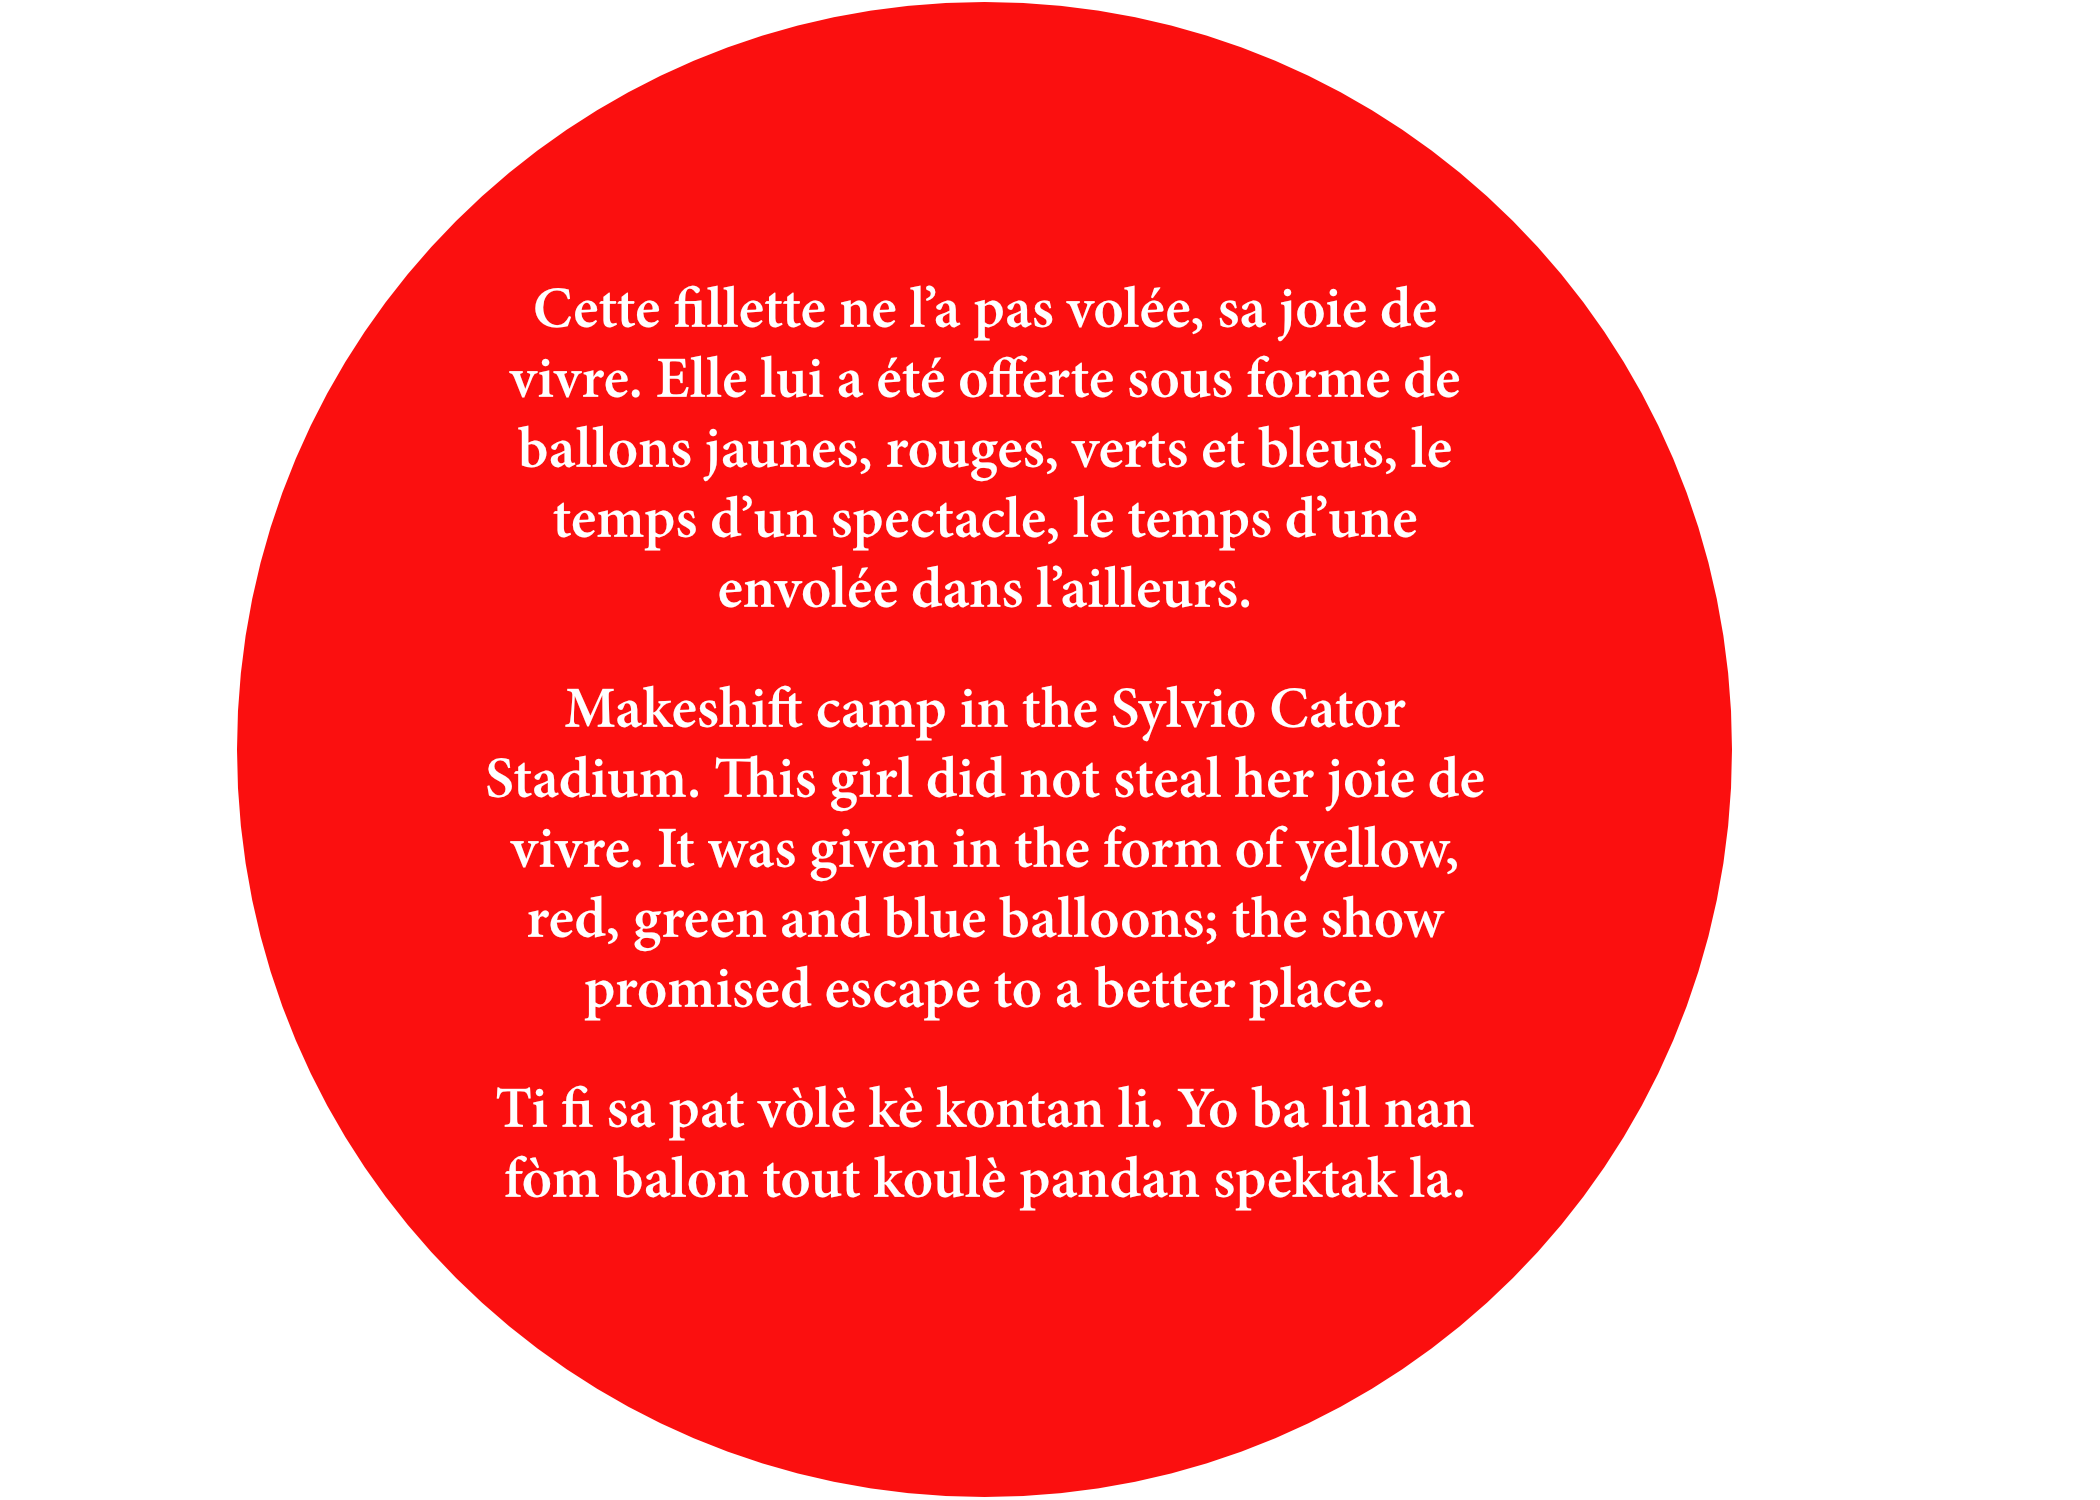 Cette fillette ne l’a pas volée, sa joie de
vivre. Elle lui a été offerte sous forme de
ballons jaunes, rouges, verts et bleus, le
temps d’un spectacle, le temps d’une
envolée dans l’ailleurs.
Makeshift camp in the Sylvio Cator
Stadium. This girl did not steal her joie de
vivre. It was given in the form of yellow,
red, green and blue balloons; the show
promised escape to a better place.
Ti fi sa pat vòlè kè kontan li. Yo ba lil nan
fòm balon tout koulè pandan spektak la.